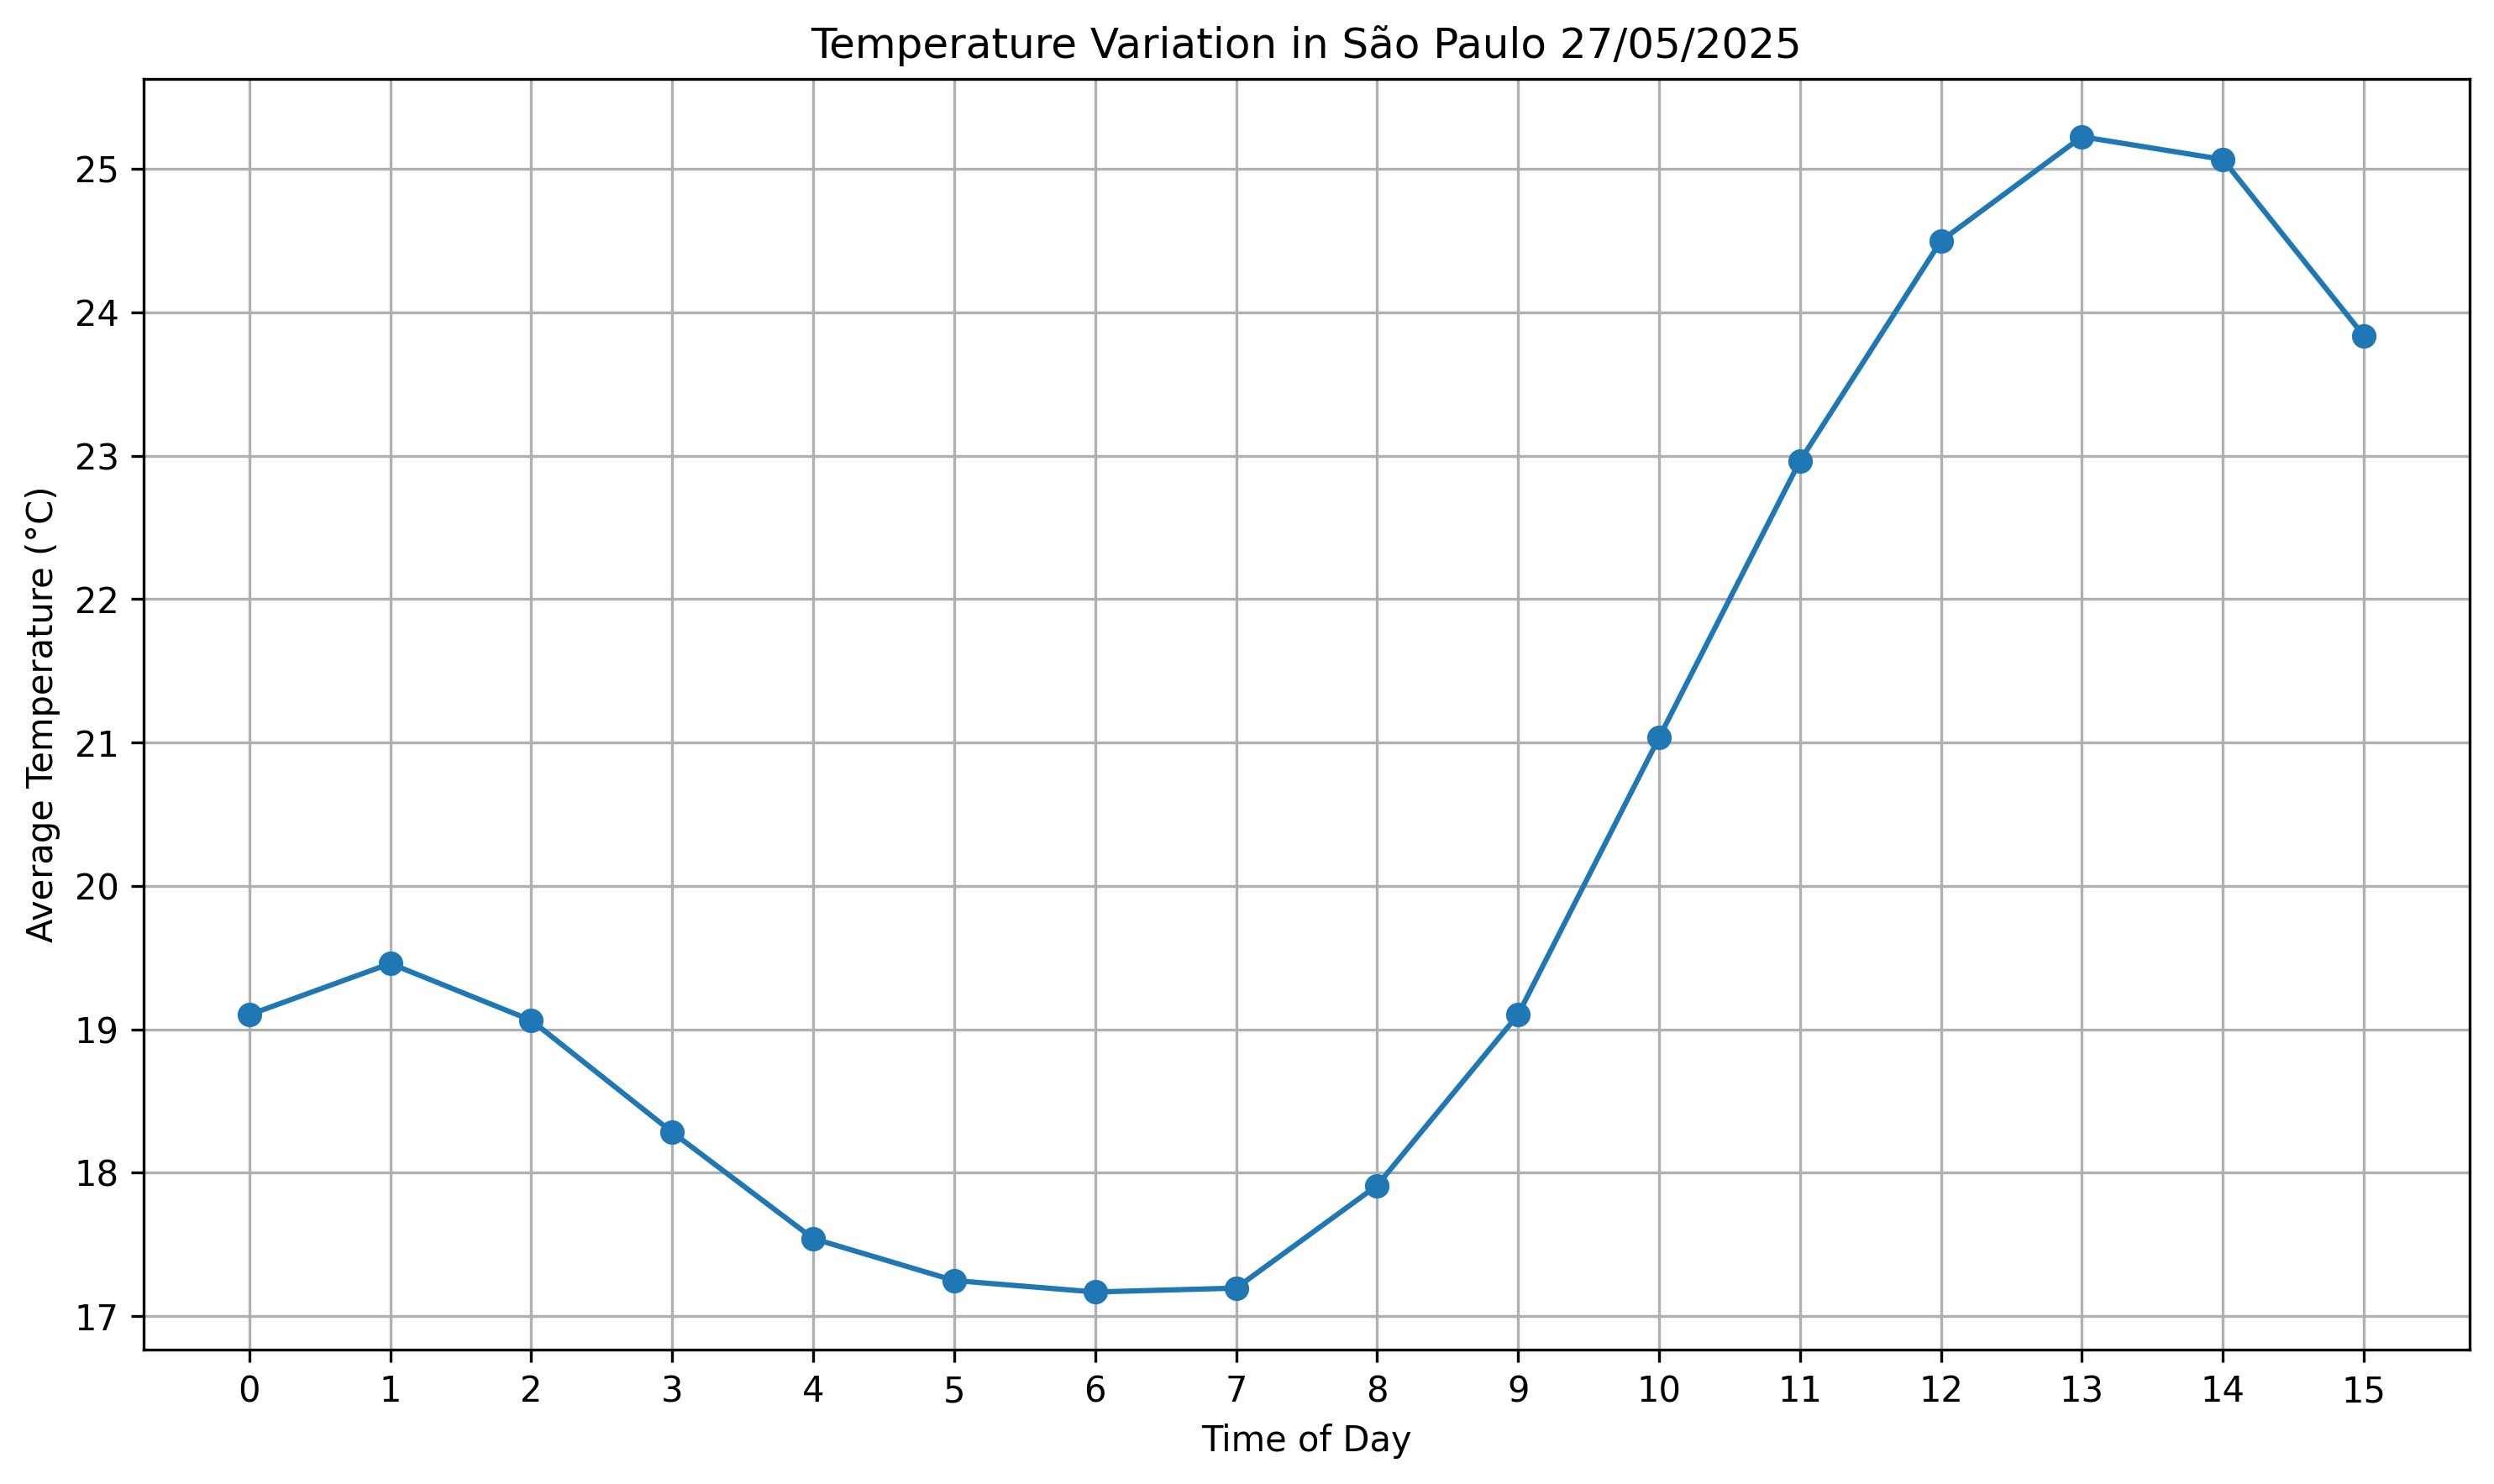 Temperature Variation in São Paulo 27/05/2025
Average Temperature (°C)
25
24
23
22
21
20
19
18
17
0 1 2 3 4 5 6 7 8 9 10 11 12 13 14 15
Time of Day